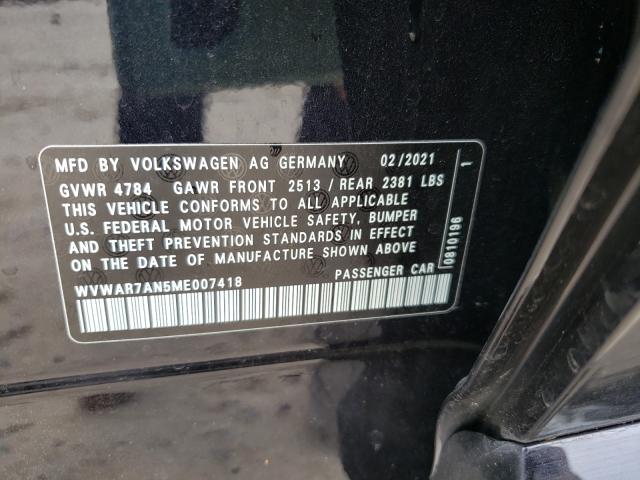 MFD BY VOLKSWAGEN AG GERMANY 02/2021
GVWR 4784 GAWR FRONT 2513 / REAR 2381 LBS
THIS VEHICLE CONFORMS TO ALL APPLICABLE
U.S. FEDERAL MOTOR VEHICLE SAFETY, BUMPER
AND THEFT PREVENTION STANDARDS IN EFFECT
ON THE DATE OF MANUFACTURE SHOWN ABOVE
WVWAR7AN5ME007418 PASSENGER CAR
0810196 1